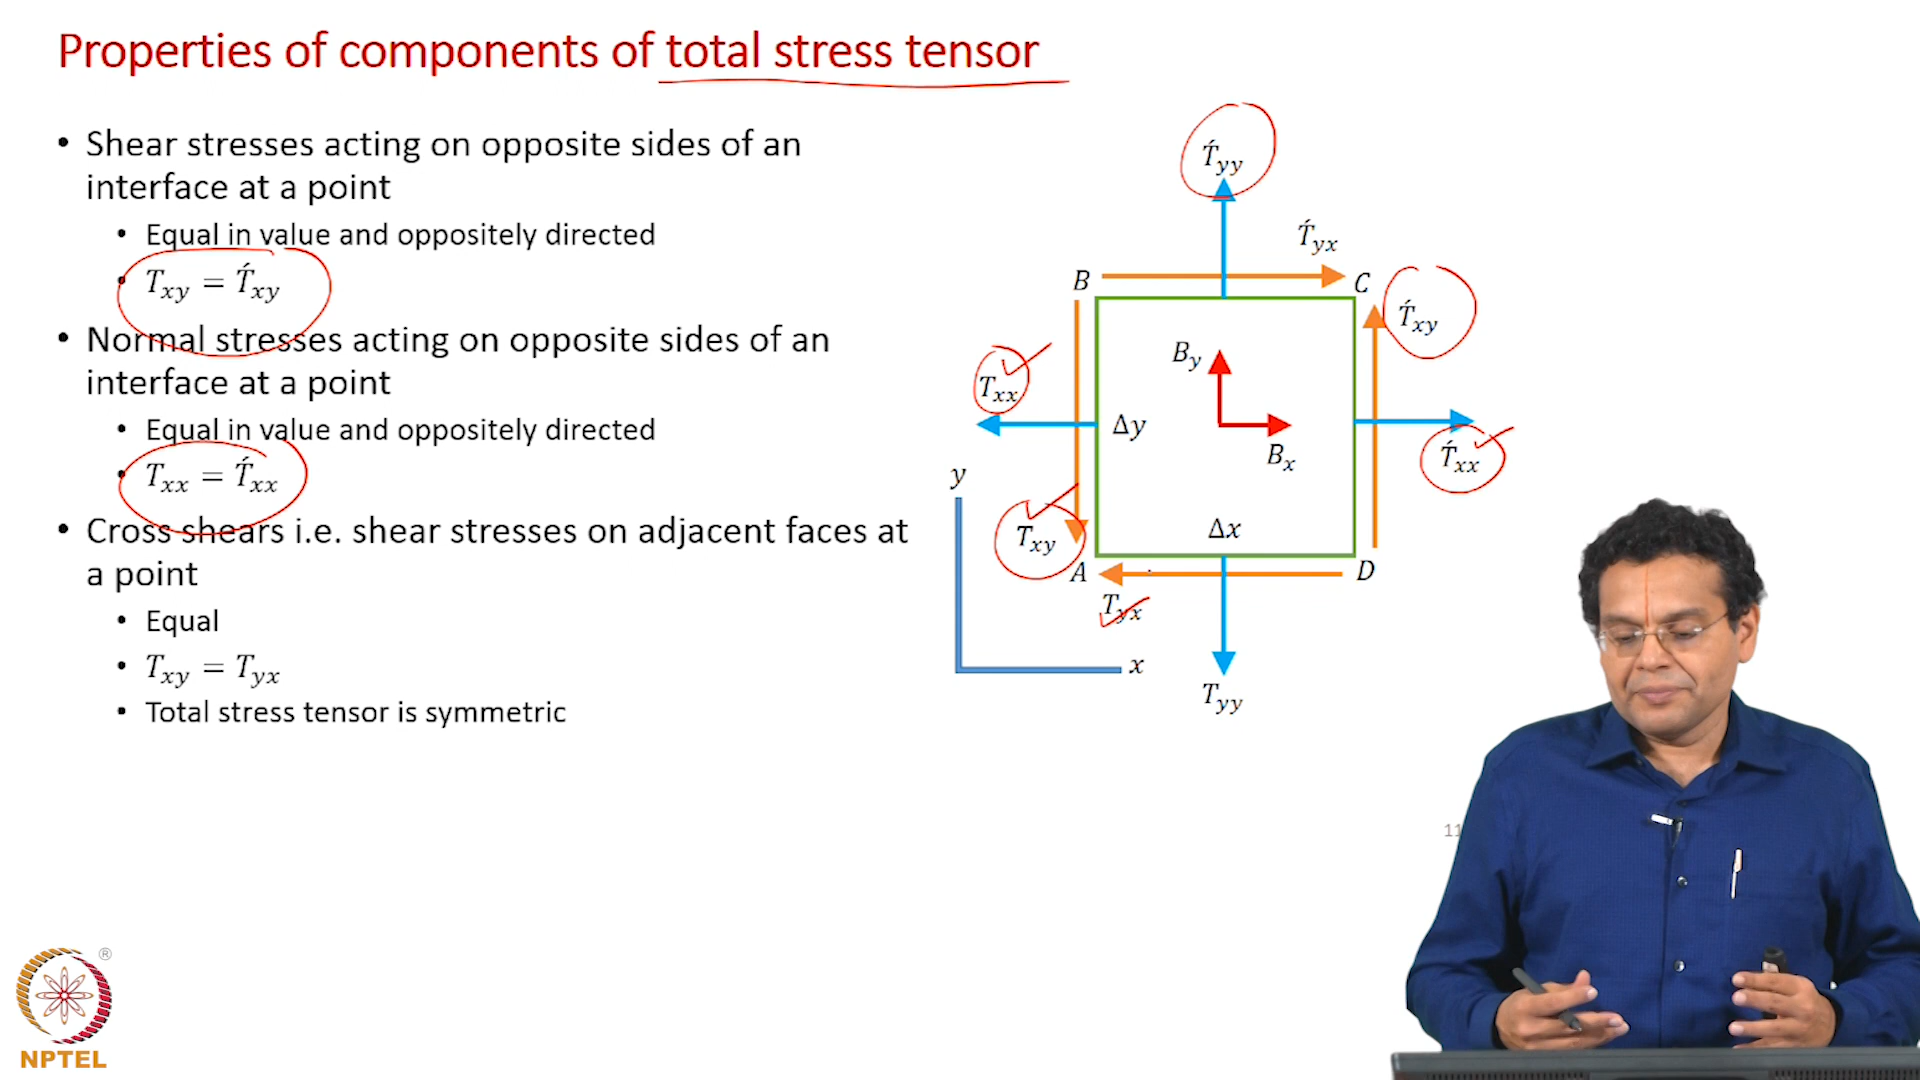 Properties of components of total stress tensor
• Shear stresses acting on opposite sides of an
interface at a point
• Equal in value and oppositely directed
• T_xy = T́_xy
• Normal stresses acting on opposite sides of an
interface at a point
• Equal in value and oppositely directed
• T_xx = T́_xx
• Cross shears i.e. shear stresses on adjacent faces at
a point
• Equal
• T_xy = T_yx
• Total stress tensor is symmetric
T́_yy
T́_yx
B
C
T́_xy
B_y
T_xx
Δy
B_x
T́_xx
y
T_xy
Δx
A
D
T_yx
x
T_yy
11
®
NPTEL